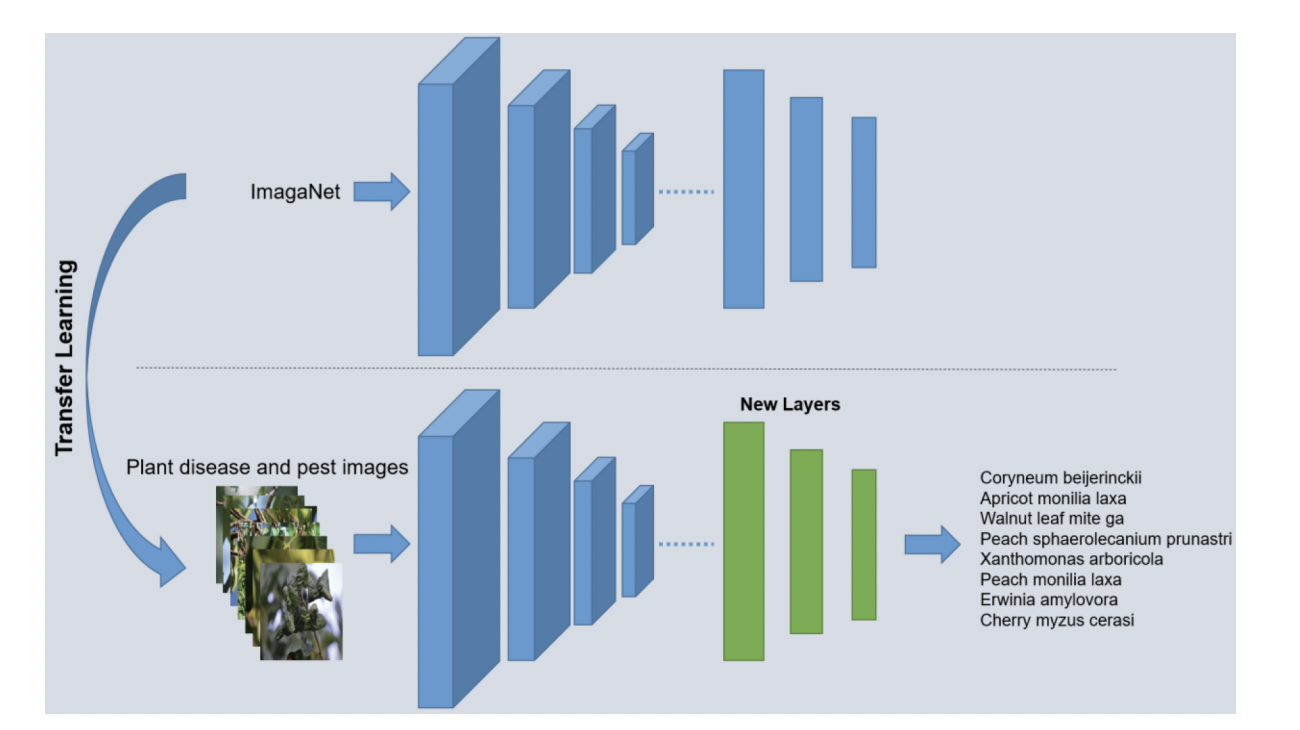 ImagaNet
Transfer Learning
New Layers
Plant disease and pest images
Coryneum beijerinckii
Apricot monilia laxa
Walnut leaf mite ga
Peach sphaerolecanium prunastri
Xanthomonas arboricola
Peach monilia laxa
Erwinia amylovora
Cherry myzus cerasi